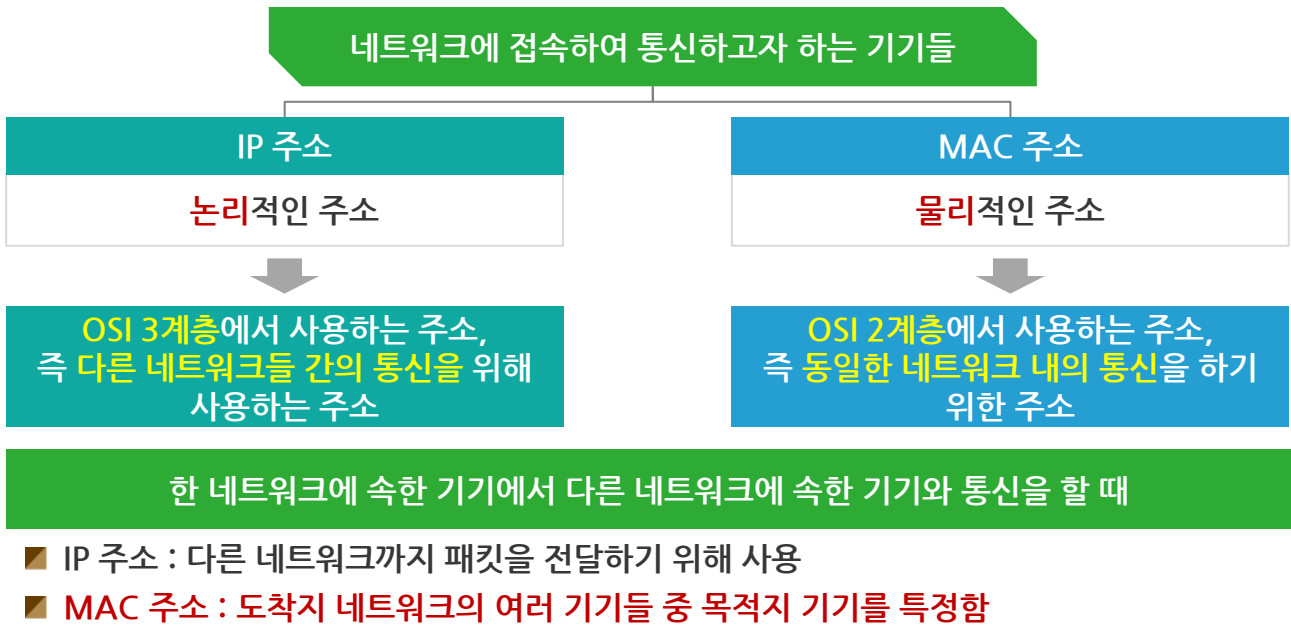 네트워크에 접속하여 통신하고자 하는 기기들
IP 주소
논리적인 주소
OSI 3계층에서 사용하는 주소,
즉 다른 네트워크들 간의 통신을 위해
사용하는 주소
MAC 주소
물리적인 주소
OSI 2계층에서 사용하는 주소,
즉 동일한 네트워크 내의 통신을 하기
위한 주소
한 네트워크에 속한 기기에서 다른 네트워크에 속한 기기와 통신을 할 때
IP 주소 : 다른 네트워크까지 패킷을 전달하기 위해 사용
MAC 주소 : 도착지 네트워크의 여러 기기들 중 목적지 기기를 특정함